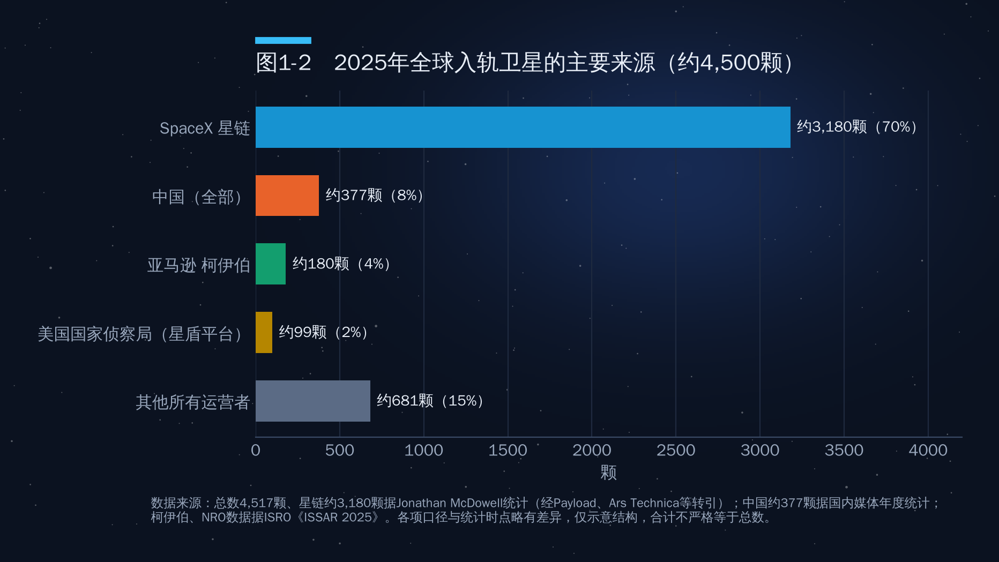 图1-2　2025年全球入轨卫星的主要来源（约4,500颗）
SpaceX 星链
约3,180颗（70%）
中国（全部）
约377颗（8%）
亚马逊 柯伊伯
约180颗（4%）
美国国家侦察局（星盾平台）
约99颗（2%）
其他所有运营者
约681颗（15%）
0 500 1000 1500 2000 2500 3000 3500 4000
颗
数据来源：总数4,517颗、星链约3,180颗据Jonathan McDowell统计（经Payload、Ars Technica等转引）；中国约377颗据国内媒体年度统计；
柯伊伯、NRO数据据ISRO《ISSAR 2025》。各项口径与统计时点略有差异，仅示意结构，合计不严格等于总数。